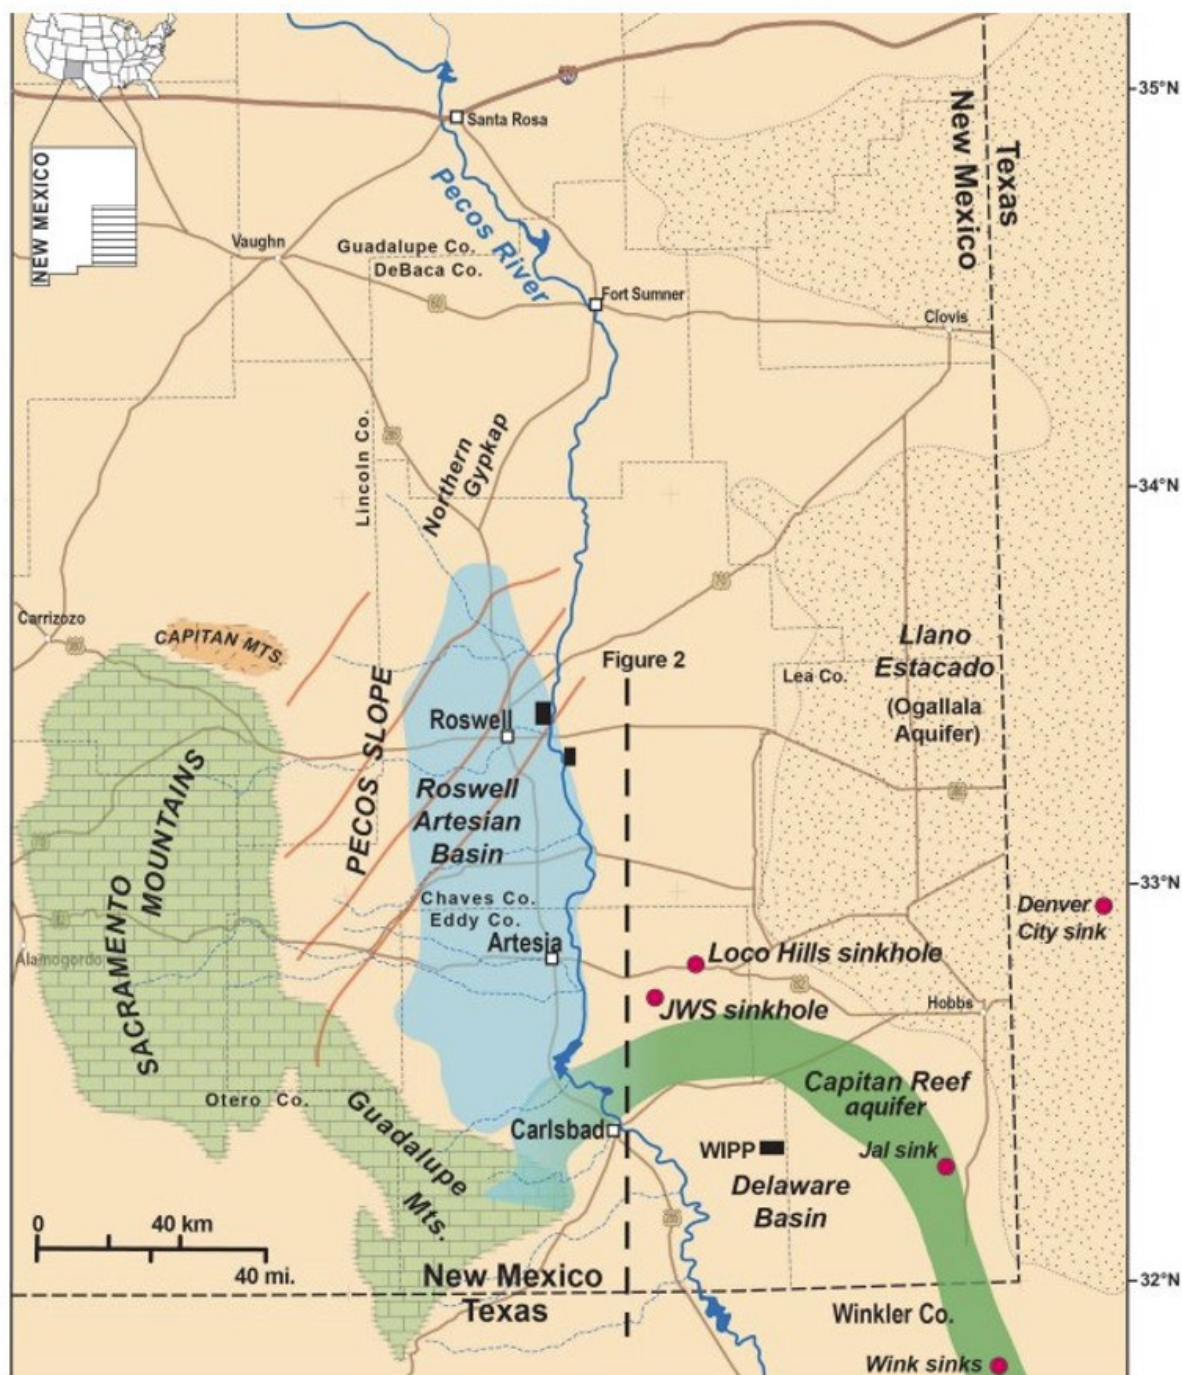 35°N
Santa Rosa
New Mexico
Texas
NEW MEXICO
Pecos River
Vaughn
Guadalupe Co.
DeBaca Co.
60
Fort Sumner
Clovis
Lincoln Co.
Northern
Gypkap
34°N
70
Carrizozo
CAPITAN MTS.
Figure 2
Llano
Estacado
Lea Co.
(Ogallala
Aquifer)
PECOS SLOPE
Roswell
Roswell
Artesian
Basin
SACRAMENTO
MOUNTAINS
33°N
Chaves Co.
Eddy Co.
Denver
City sink
Artesia
Loco Hills sinkhole
Alamogordo
82
JWS sinkhole
Hobbs
Otero Co.
Guadalupe
Mts.
Capitan Reef
aquifer
Carlsbad
WIPP
Jal sink
Delaware
Basin
0
40 km
40 mi.
New Mexico
Texas
32°N
Winkler Co.
Wink sinks